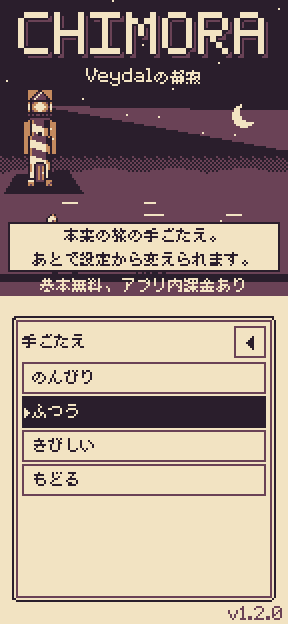 CHIMORA
Veydalの秘密
本来の旅の手ごたえ。
あとで設定から変えられます。
基本無料、アプリ内課金あり
手ごたえ
のんびり
ふつう
きびしい
もどる
v1.2.0